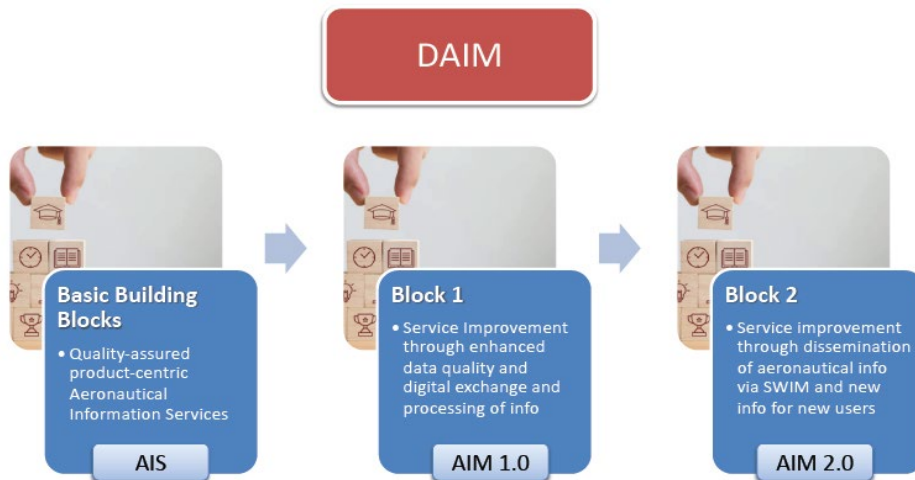 DAIM
Basic Building
Blocks
• Quality-assured
product-centric
Aeronautical
Information Services
AIS
Block 1
• Service Improvement
through enhanced
data quality and
digital exchange and
processing of info
AIM 1.0
Block 2
• Service improvement
through dissemination
of aeronautical info
via SWIM and new
info for new users
AIM 2.0